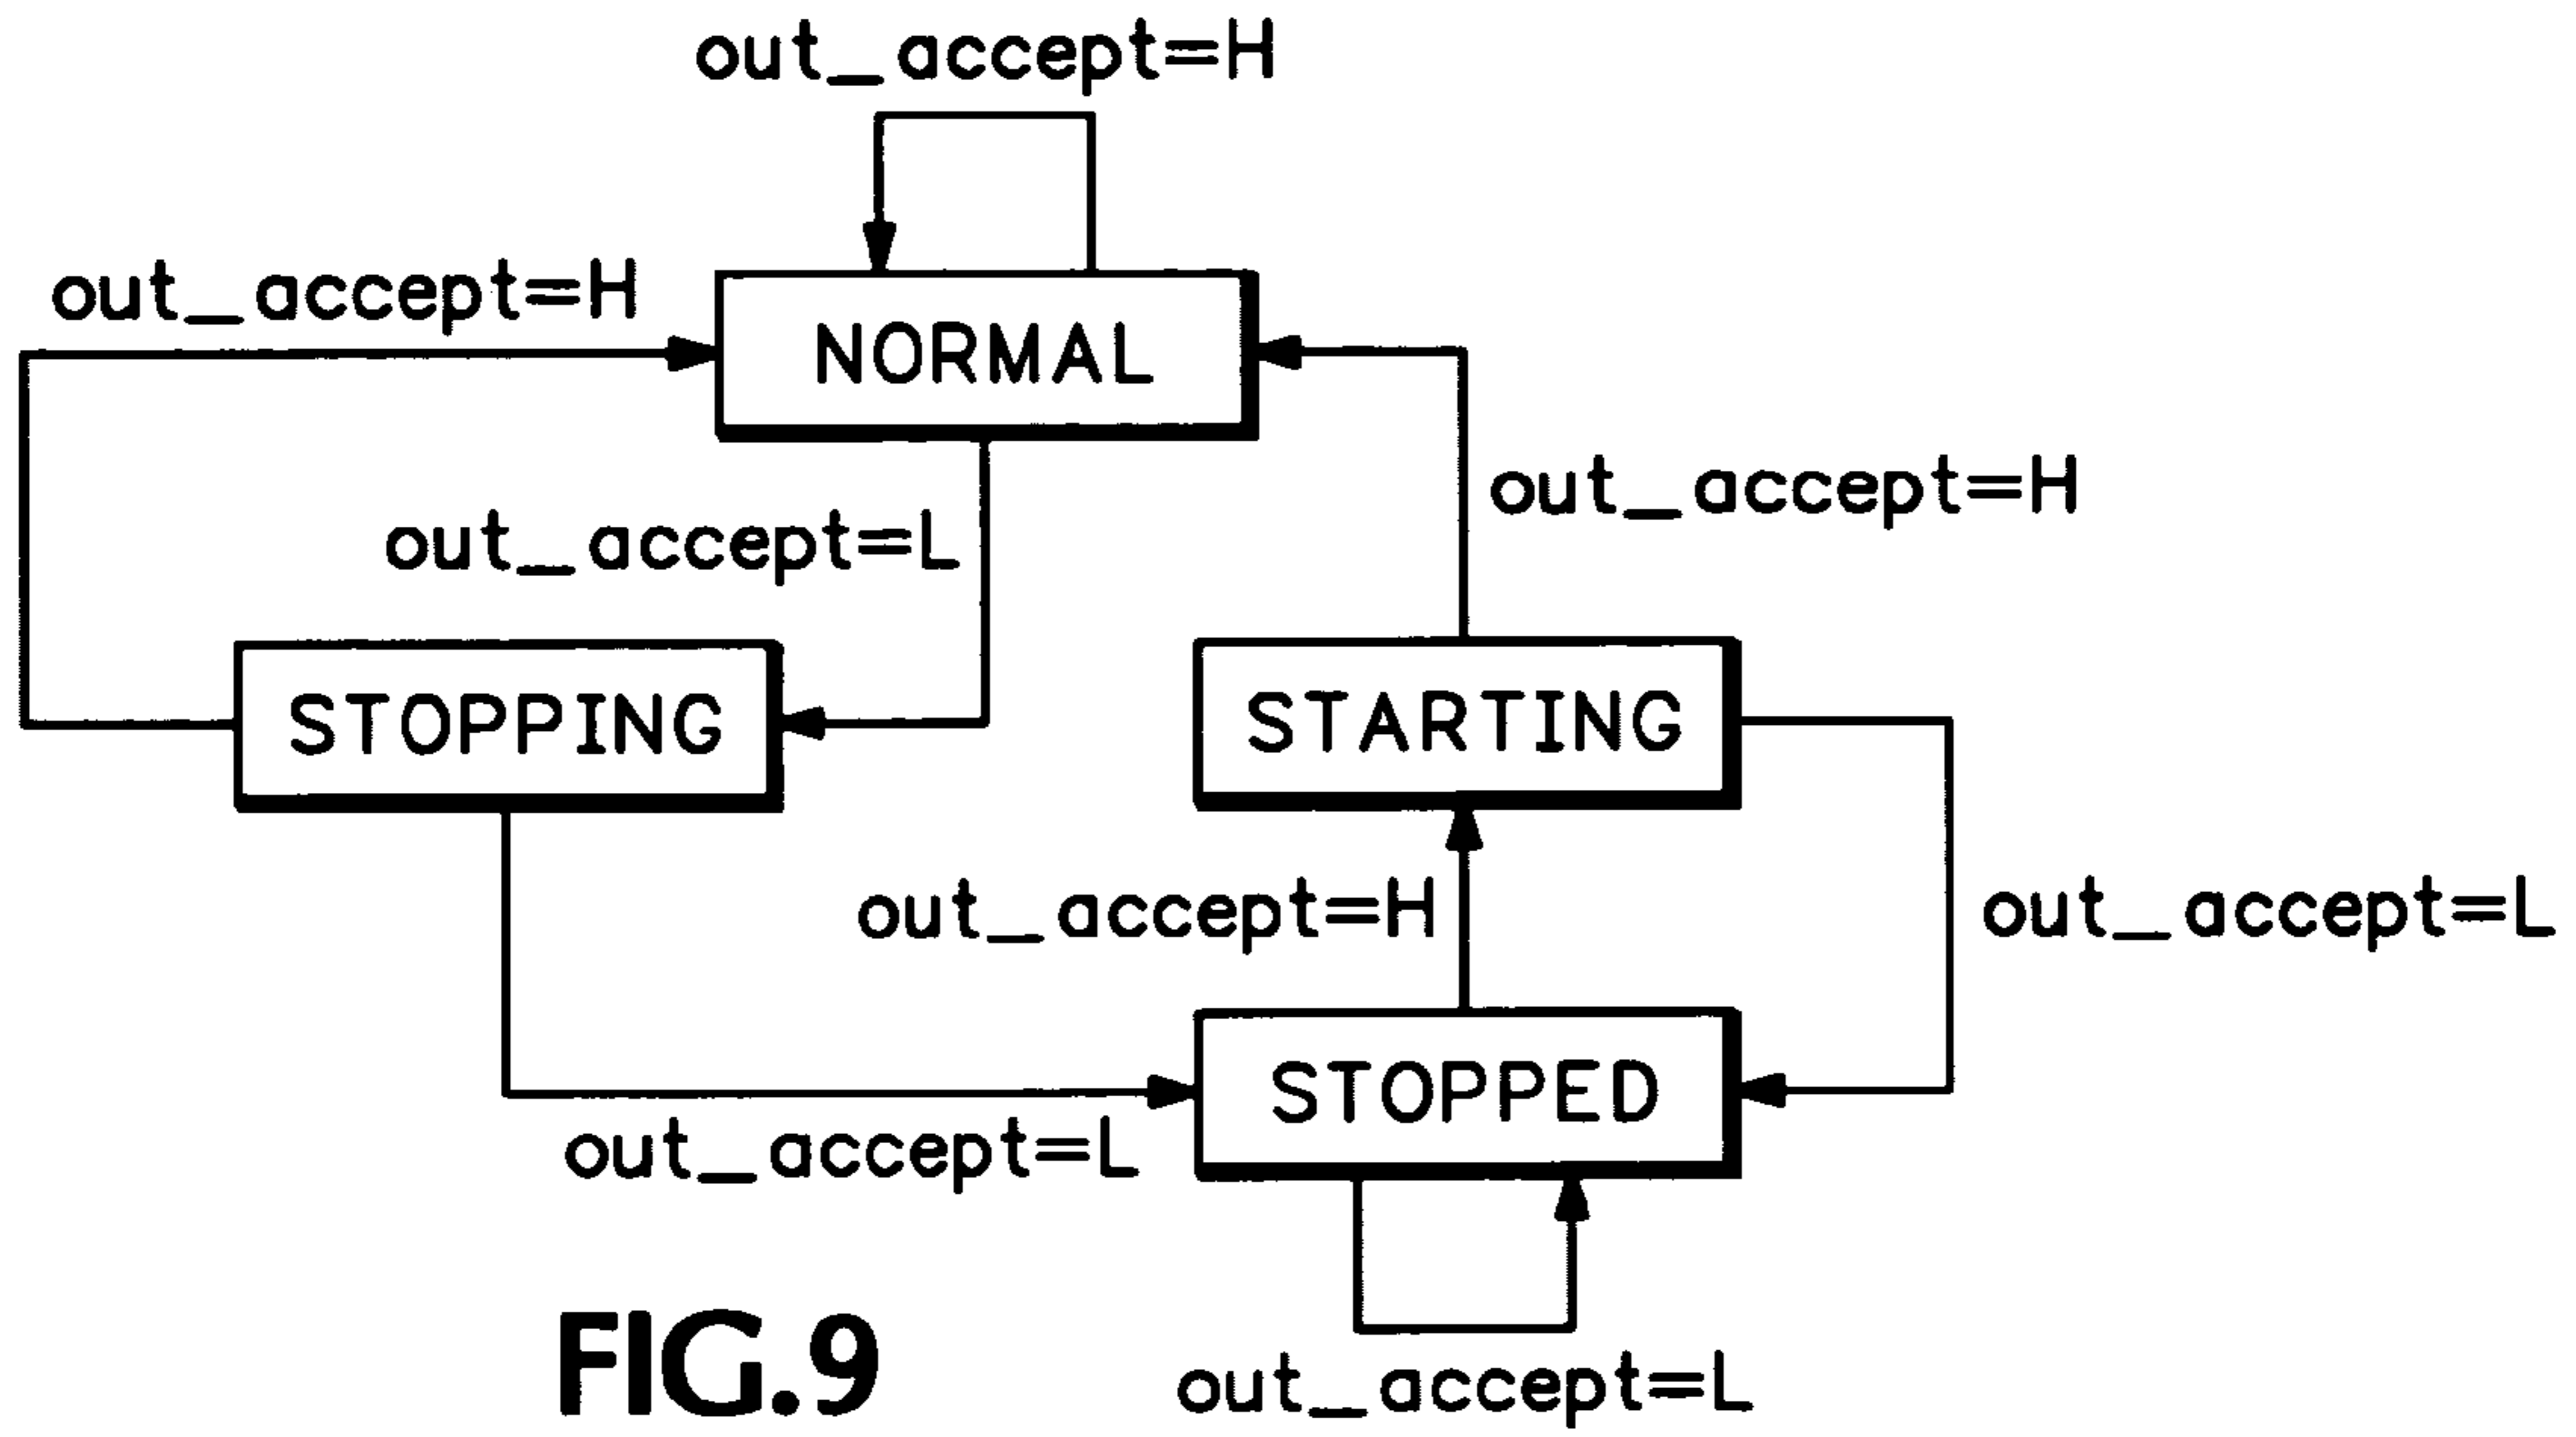 out_accept=H
out_accept=H
NORMAL
out_accept=H
out_accept=L
STOPPING
STARTING
out_accept=H
out_accept=L
out_accept=L
STOPPED
out_accept=L
FIG.9